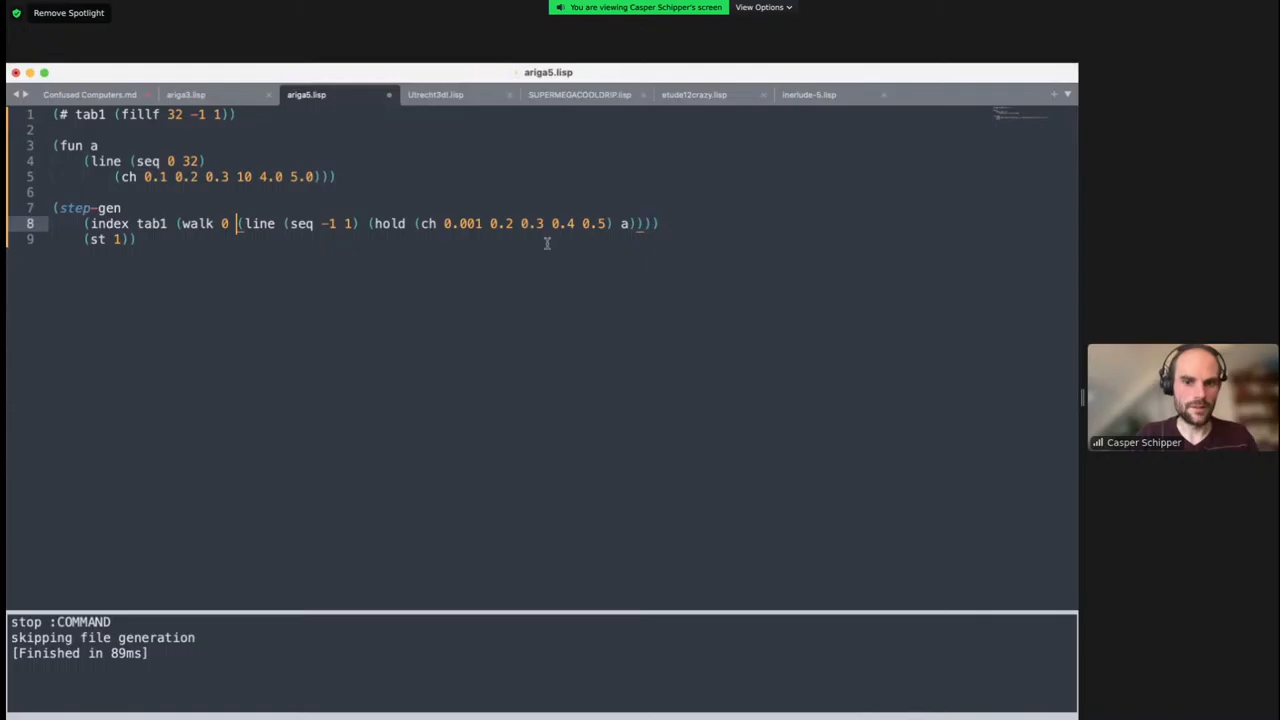 Remove Spotlight
You are viewing Casper Schipper's screen
View Options
ariga5.lisp
Confused Computers.md
ariga3.lisp
ariga5.lisp
Utrecht3dl.lisp
SUPERMEQACOOLDRIP.lisp
etude12crazy.lisp
inerlude-5.lisp
1 (# tab1 (fillf 32 -1 1))
2
3 (fun a
4 (line (seq 0 32)
5 (ch 0.1 0.2 0.3 10 4.0 5.0)))
6
7 (step-gen
8 (index tab1 (walk 0 (line (seq -1 1) (hold (ch 0.001 0.2 0.3 0.4 0.5) a))))
9 (st 1))
Casper Schipper
stop :COMMAND
skipping file generation
[Finished in 89ms]